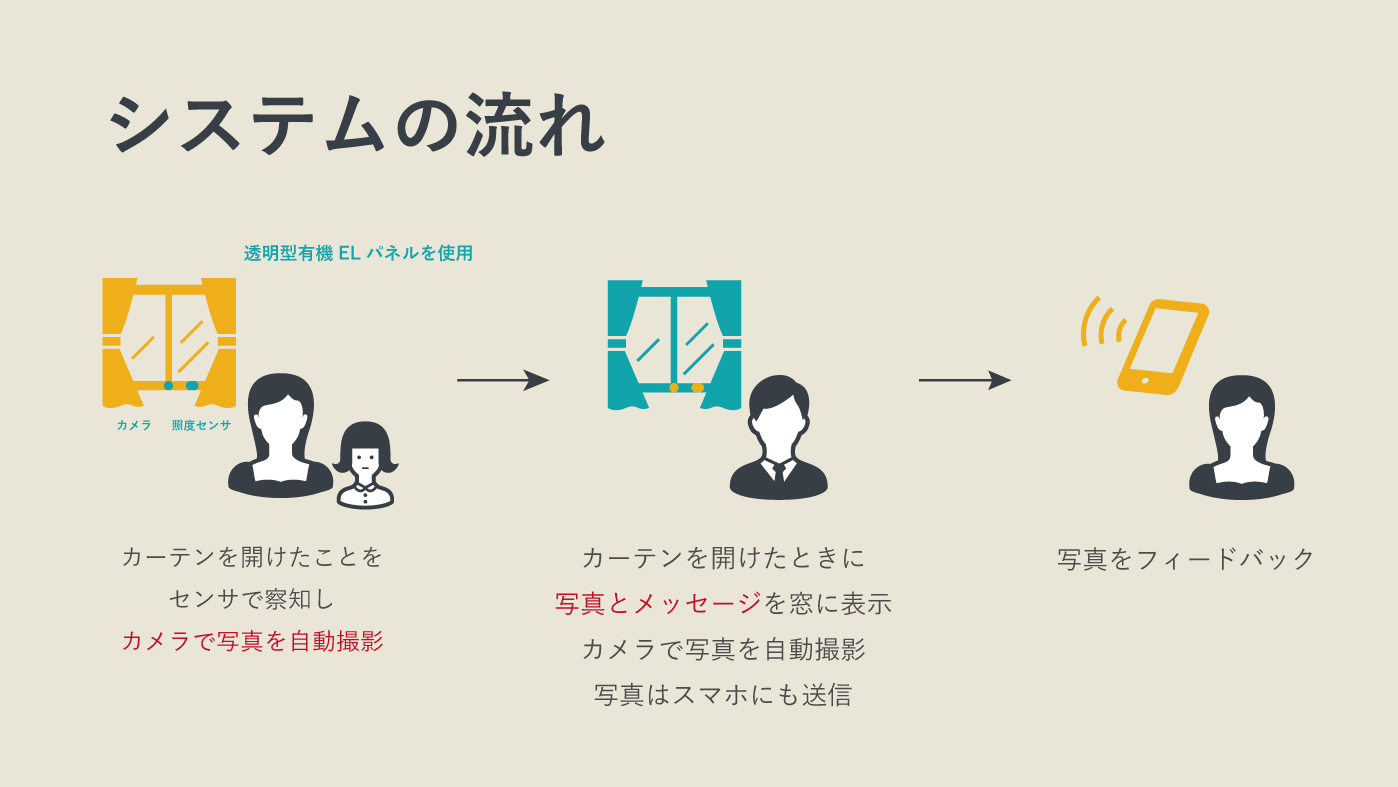 システムの流れ
透明型有機 EL パネルを使用
カメラ
照度センサ
カーテンを開けたことを
センサで察知し
カメラで写真を自動撮影
カーテンを開けたときに
写真とメッセージを窓に表示
カメラで写真を自動撮影
写真はスマホにも送信
写真をフィードバック